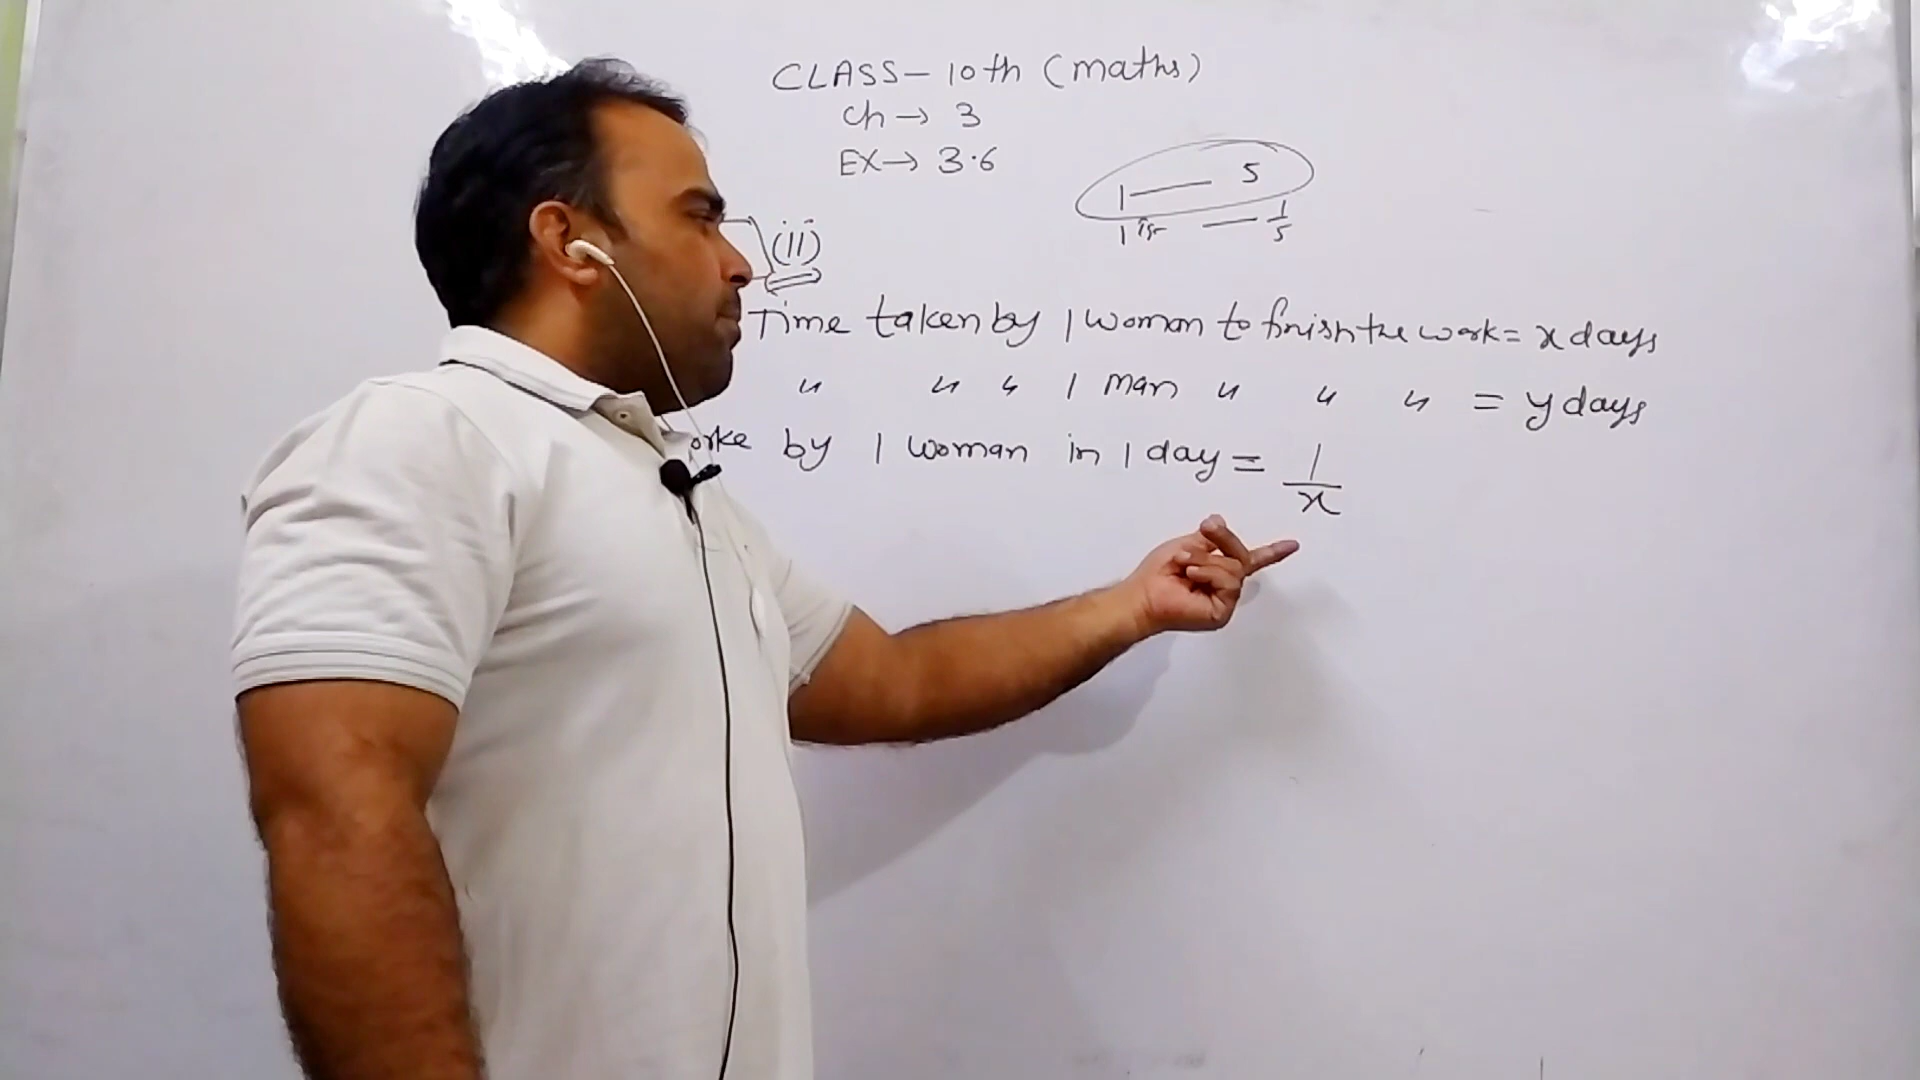 CLASS - 10th (maths)
Ch → 3
EX → 3.6
1 — 5
1 — 1/5
(ii)
Time taken by 1 woman to finish the work = x days
" " " 1 man " " " = y days
orke by 1 woman in 1 day = 1/x